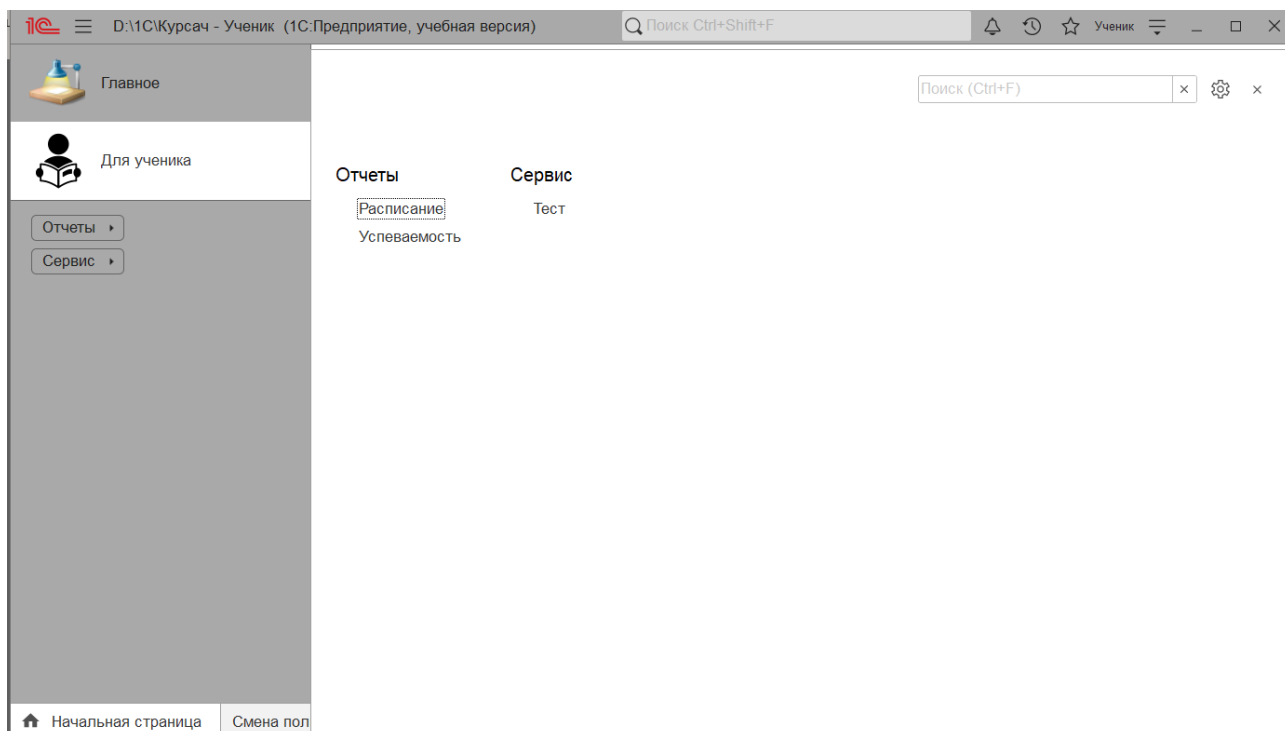 1С D:\1С\Курсач - Ученик (1С:Предприятие, учебная версия) Поиск Ctrl+Shift+F Ученик
Главное
Поиск (Ctrl+F)
Для ученика
Отчеты
Сервис
Отчеты
Расписание
Успеваемость
Сервис
Тест
Начальная страница
Смена пол